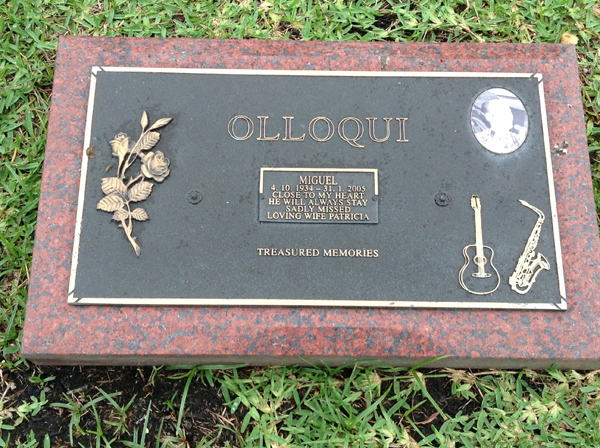 OLLOQUI
MIGUEL
4. 10. 1934 – 31. 1. 2005
CLOSE TO MY HEART
HE WILL ALWAYS STAY
SADLY MISSED
LOVING WIFE PATRICIA
TREASURED MEMORIES